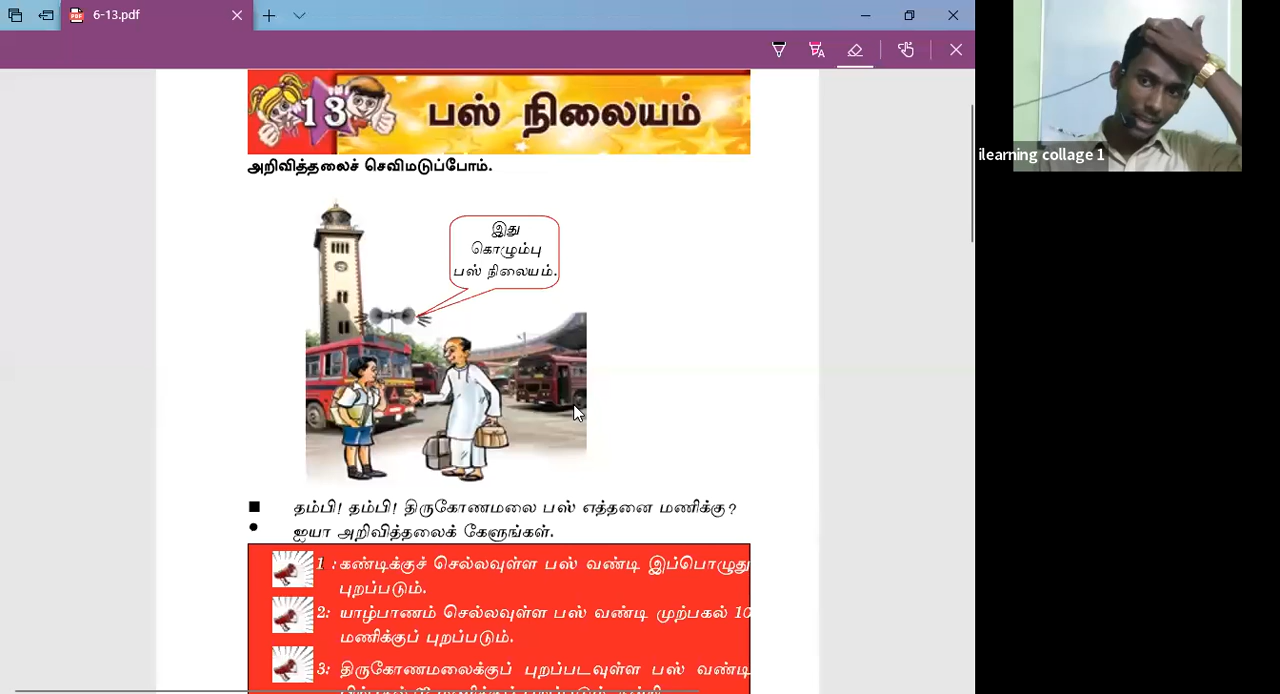 6-13.pdf
13 பஸ் நிலையம்
அறிவித்தலைச் செவிமடுப்போம்.
இது
கொழும்பு
பஸ் நிலையம்.
■ தம்பி! தம்பி! திருகோணமலை பஸ் எத்தனை மணிக்கு?
● ஐயா அறிவித்தலைக் கேளுங்கள்.
1 : கண்டிக்குச் செல்லவுள்ள பஸ் வண்டி இப்பொழுது
புறப்படும்.
2: யாழ்பாணம் செல்லவுள்ள பஸ் வண்டி முற்பகல் 10
மணிக்குப் புறப்படும்.
3: திருகோணமலைக்குப் புறப்படவுள்ள பஸ் வண்டி
ilearning collage 1